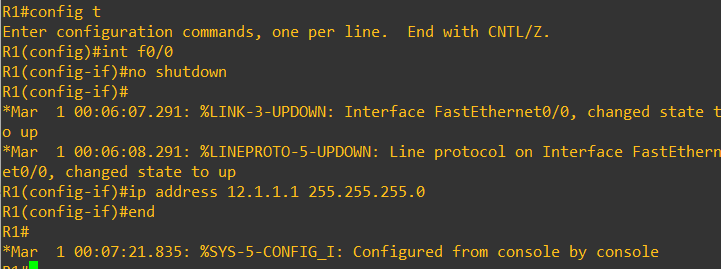 R1#config t
Enter configuration commands, one per line.  End with CNTL/Z.
R1(config)#int f0/0
R1(config-if)#no shutdown
R1(config-if)#
*Mar  1 00:06:07.291: %LINK-3-UPDOWN: Interface FastEthernet0/0, changed state t
o up
*Mar  1 00:06:08.291: %LINEPROTO-5-UPDOWN: Line protocol on Interface FastEthern
et0/0, changed state to up
R1(config-if)#ip address 12.1.1.1 255.255.255.0
R1(config-if)#end
R1#
*Mar  1 00:07:21.835: %SYS-5-CONFIG_I: Configured from console by console
R1#